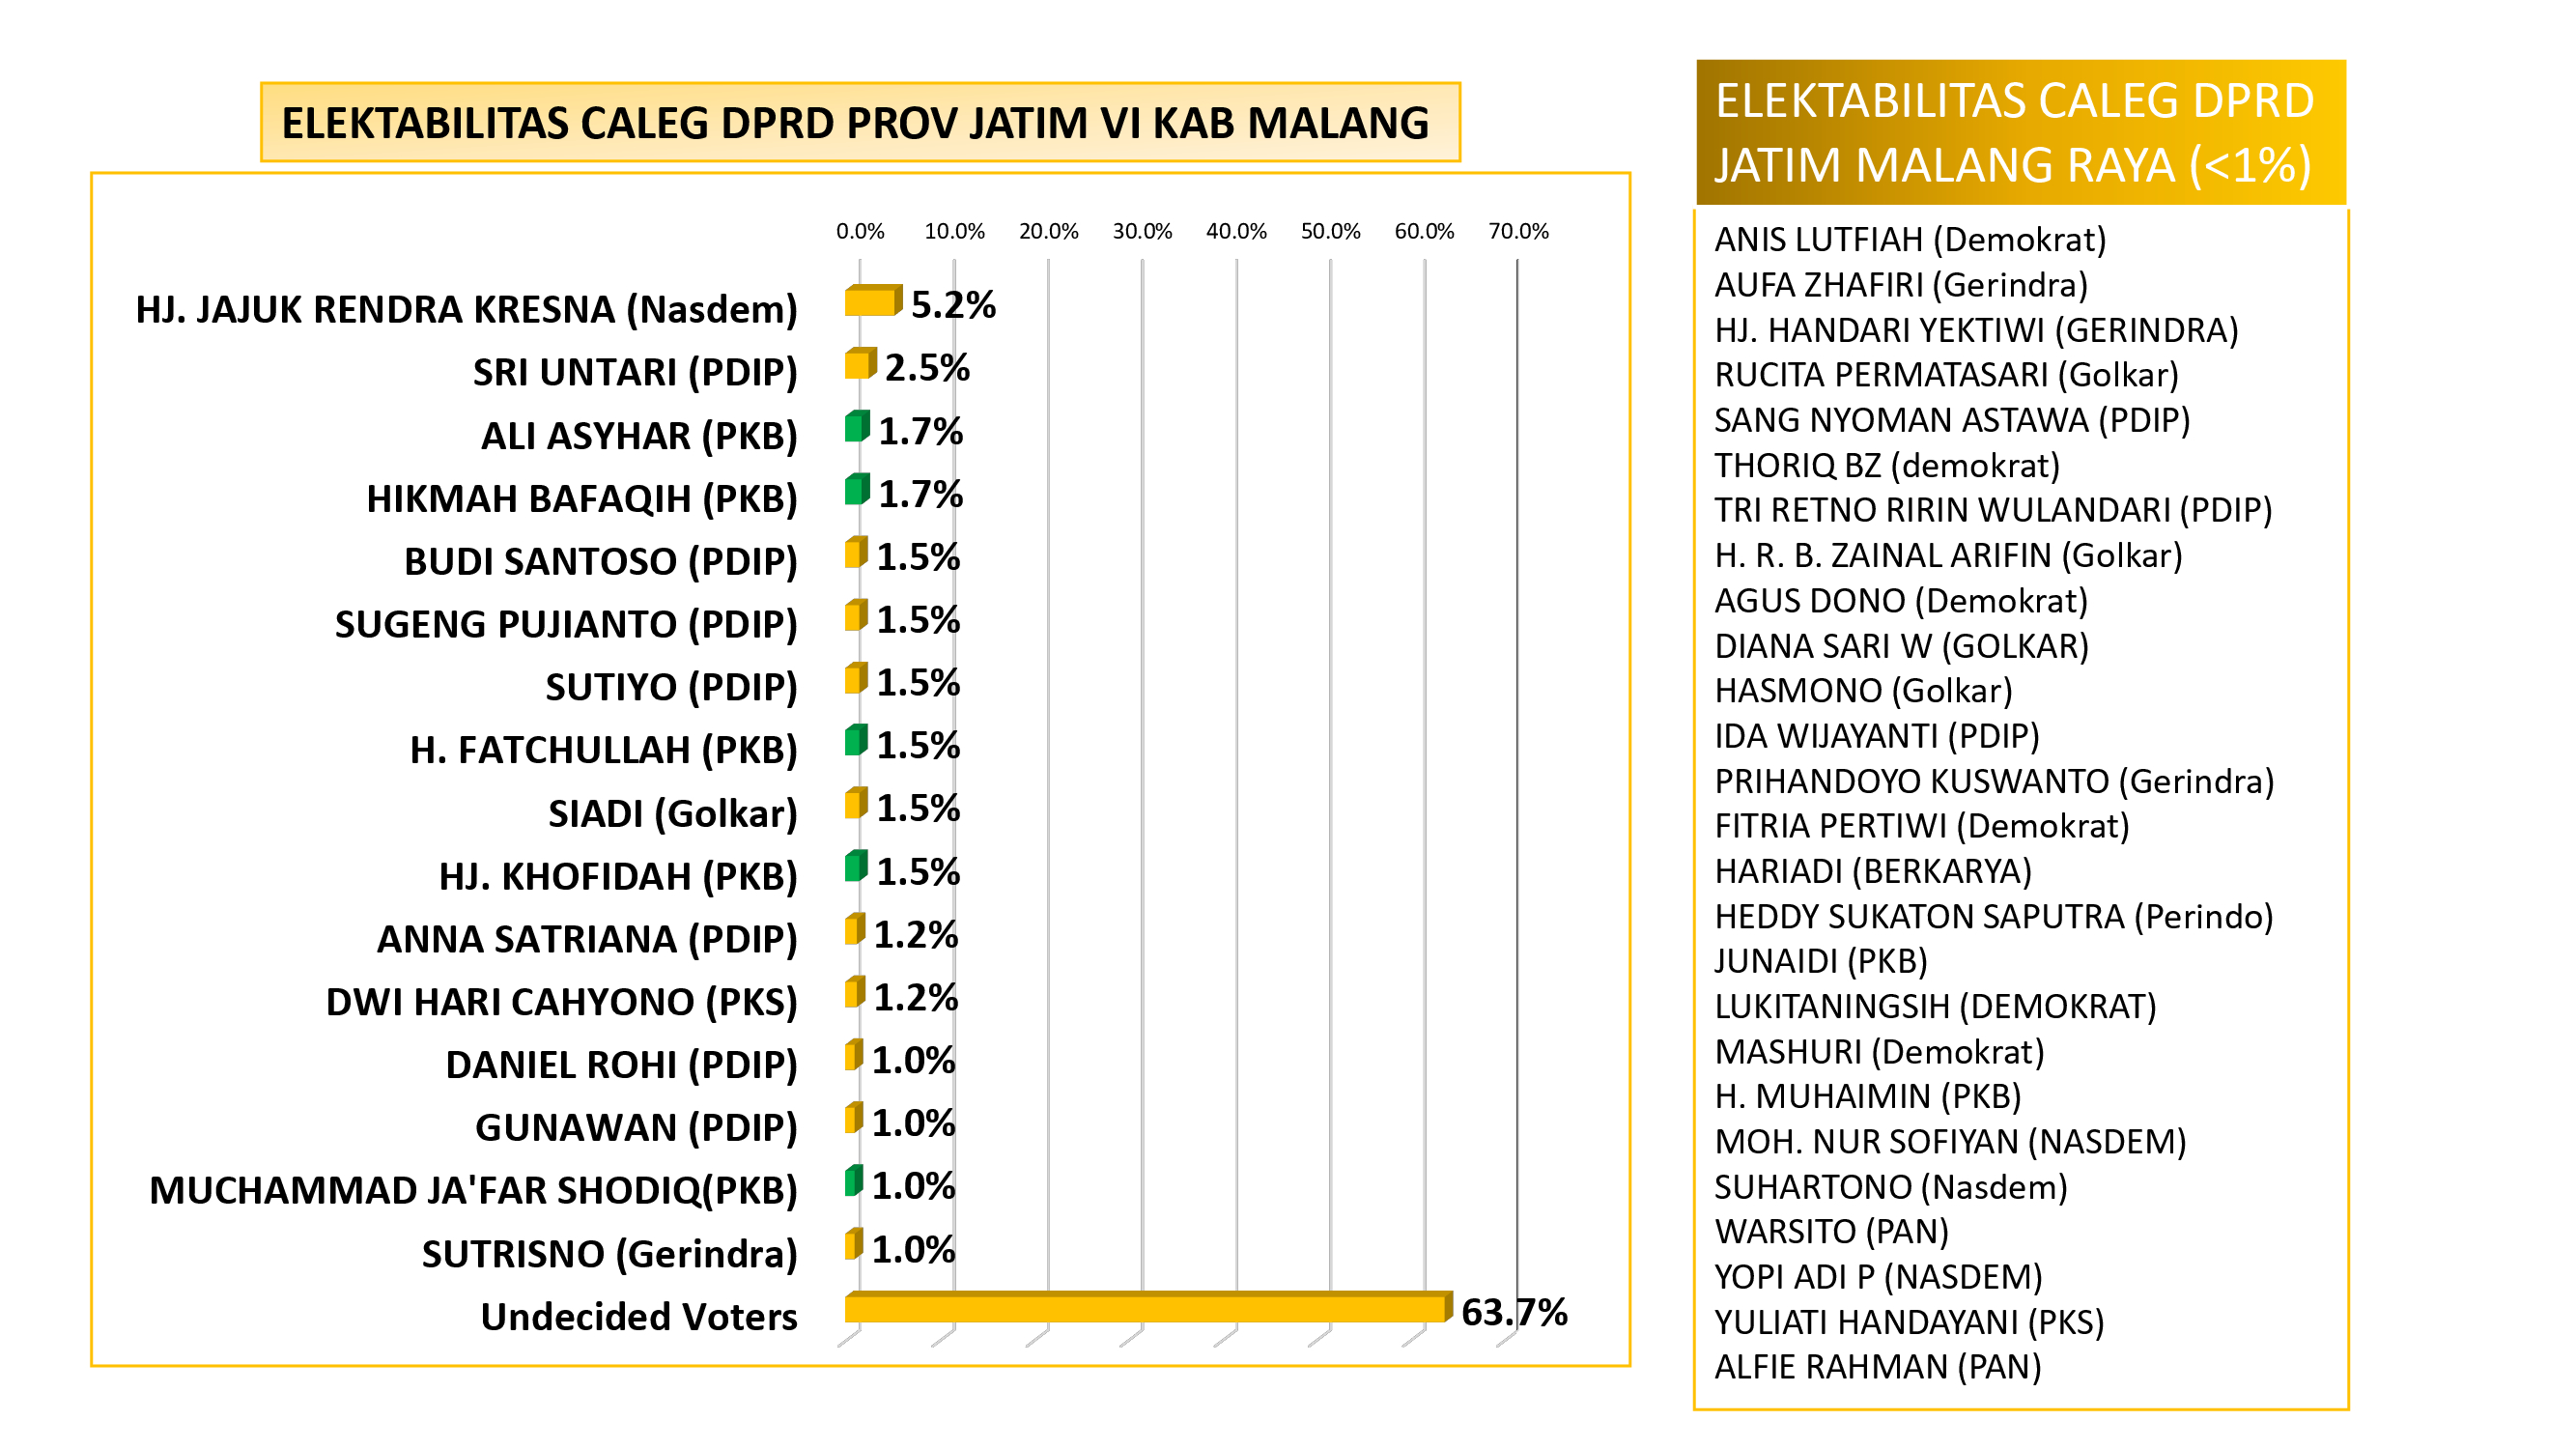 ELEKTABILITAS CALEG DPRD PROV JATIM VI KAB MALANG
0.0% 10.0% 20.0% 30.0% 40.0% 50.0% 60.0% 70.0%
HJ. JAJUK RENDRA KRESNA (Nasdem) 5.2%
SRI UNTARI (PDIP) 2.5%
ALI ASYHAR (PKB) 1.7%
HIKMAH BAFAQIH (PKB) 1.7%
BUDI SANTOSO (PDIP) 1.5%
SUGENG PUJIANTO (PDIP) 1.5%
SUTIYO (PDIP) 1.5%
H. FATCHULLAH (PKB) 1.5%
SIADI (Golkar) 1.5%
HJ. KHOFIDAH (PKB) 1.5%
ANNA SATRIANA (PDIP) 1.2%
DWI HARI CAHYONO (PKS) 1.2%
DANIEL ROHI (PDIP) 1.0%
GUNAWAN (PDIP) 1.0%
MUCHAMMAD JA'FAR SHODIQ(PKB) 1.0%
SUTRISNO (Gerindra) 1.0%
Undecided Voters 63.7%
ELEKTABILITAS CALEG DPRD
JATIM MALANG RAYA (<1%)
ANIS LUTFIAH (Demokrat)
AUFA ZHAFIRI (Gerindra)
HJ. HANDARI YEKTIWI (GERINDRA)
RUCITA PERMATASARI (Golkar)
SANG NYOMAN ASTAWA (PDIP)
THORIQ BZ (demokrat)
TRI RETNO RIRIN WULANDARI (PDIP)
H. R. B. ZAINAL ARIFIN (Golkar)
AGUS DONO (Demokrat)
DIANA SARI W (GOLKAR)
HASMONO (Golkar)
IDA WIJAYANTI (PDIP)
PRIHANDOYO KUSWANTO (Gerindra)
FITRIA PERTIWI (Demokrat)
HARIADI (BERKARYA)
HEDDY SUKATON SAPUTRA (Perindo)
JUNAIDI (PKB)
LUKITANINGSIH (DEMOKRAT)
MASHURI (Demokrat)
H. MUHAIMIN (PKB)
MOH. NUR SOFIYAN (NASDEM)
SUHARTONO (Nasdem)
WARSITO (PAN)
YOPI ADI P (NASDEM)
YULIATI HANDAYANI (PKS)
ALFIE RAHMAN (PAN)